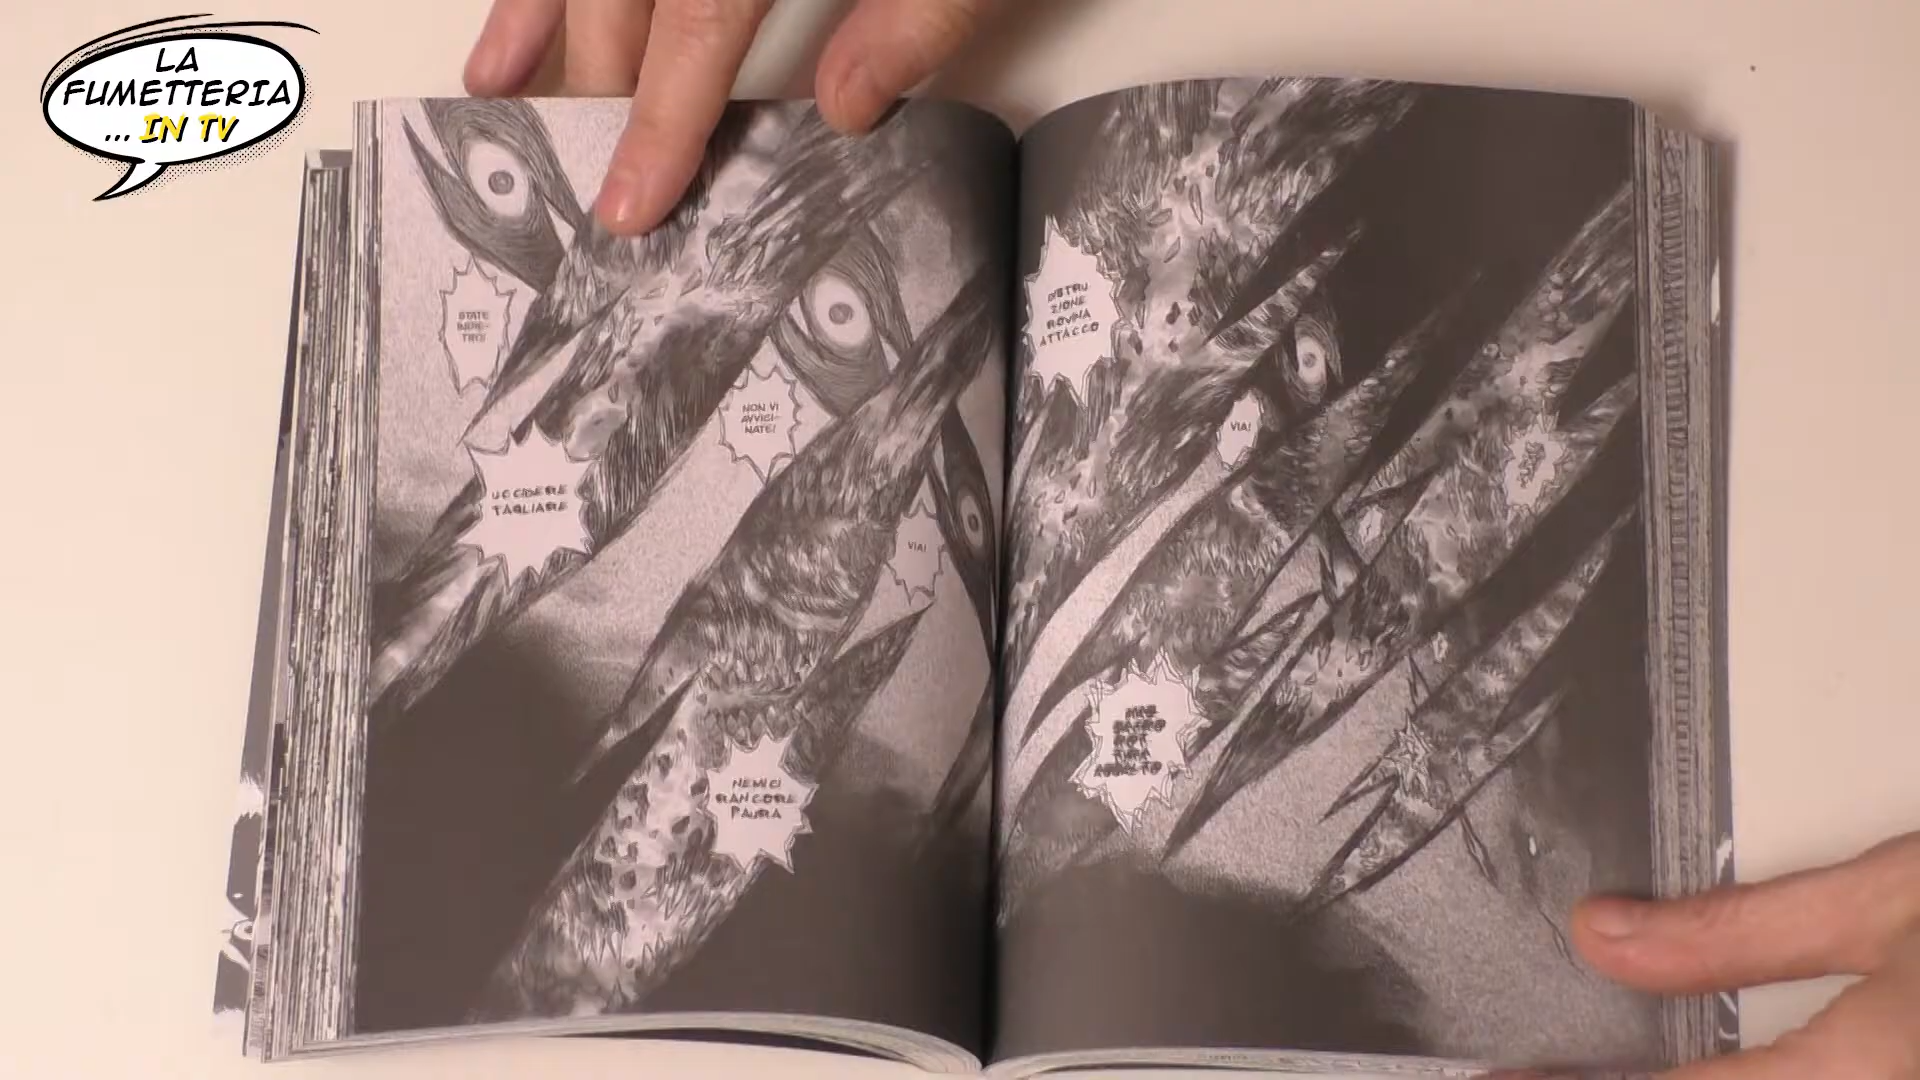 LA
FUMETTERIA
... IN TV
STATE
INDIE-
TRO!
UCCIDERE
TAGLIARE
NON VI
AVVICI-
NATE!
VIA!
NEMICI
RANCORE
PAURA
DISTRU-
ZIONE
ROVINA
ATTACCO
VIA!